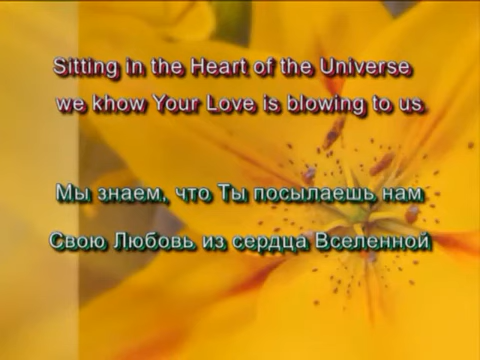 Sitting in the Heart of the Universe
we khow Your Love is blowing to us
Мы знаем, что Ты посылаешь нам
Свою Любовь из сердца Вселенной